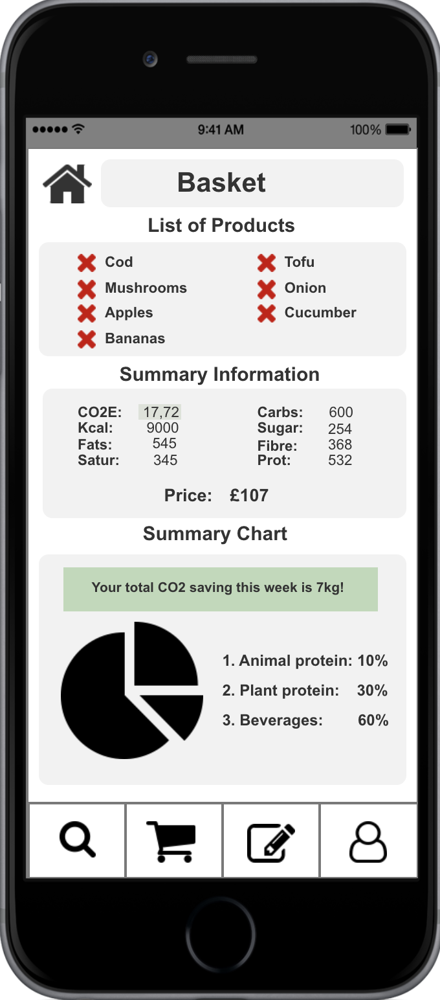 9:41 AM 100%
Basket
List of Products
Cod Tofu
Mushrooms Onion
Apples Cucumber
Bananas
Summary Information
CO2E: 17,72 Carbs: 600
Kcal: 9000 Sugar: 254
Fats: 545 Fibre: 368
Satur: 345 Prot: 532
Price: £107
Summary Chart
Your total CO2 saving this week is 7kg!
1. Animal protein: 10%
2. Plant protein: 30%
3. Beverages: 60%